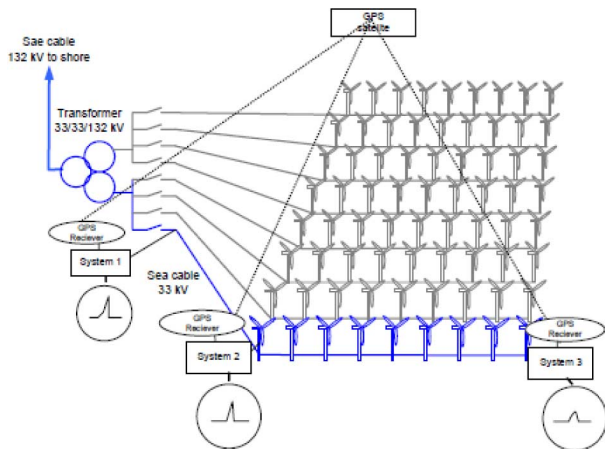 GPS
satelite
Sae cable
132 kV to shore
Transformer
33/33/132 kV
GPS
Reciever
System 1
Sea cable
33 kV
GPS
Reciever
System 2
GPS
Reciever
System 3